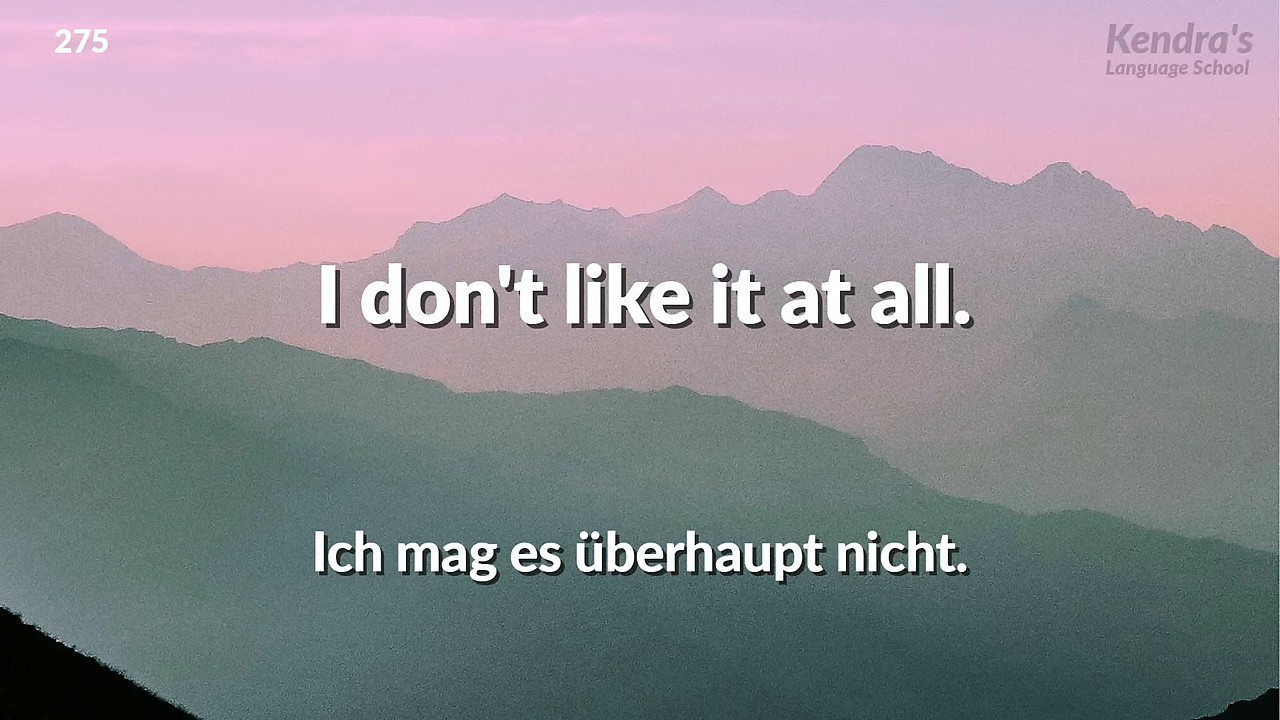 275
Kendra's
Language School
I don't like it at all.
Ich mag es überhaupt nicht.